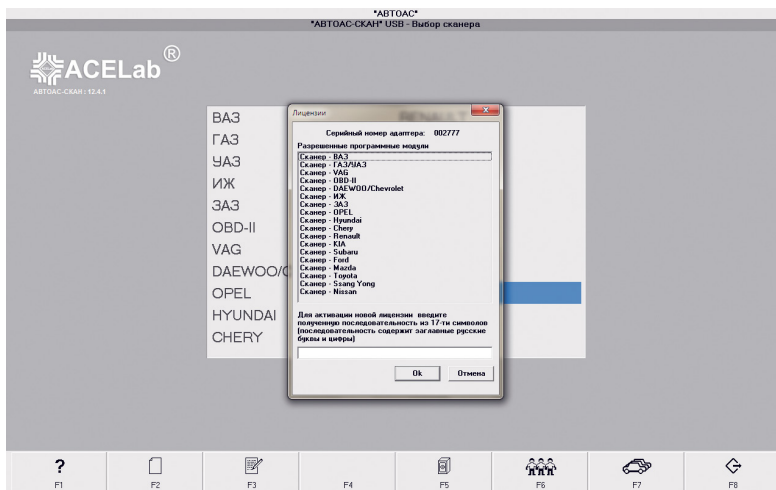 "АВТОАС"
"АВТОАС-СКАН" USB - Выбор сканера
ACELab®
АВТОАС-СКАН : 12.4.1
ВАЗ
ГАЗ
УАЗ
ИЖ
ЗАЗ
OBD-II
VAG
DAEWOO/C
OPEL
HYUNDAI
CHERY
RENAULT
Лицензии
Серийный номер адаптера: 002777
Разрешенные программные модули
Сканер - ВАЗ
Сканер - ГАЗ/УАЗ
Сканер - VAG
Сканер - OBD-II
Сканер - DAEWOO/Chevrolet
Сканер - ИЖ
Сканер - ЗАЗ
Сканер - OPEL
Сканер - Hyundai
Сканер - Chery
Сканер - Renault
Сканер - KIA
Сканер - Subaru
Сканер - Ford
Сканер - Mazda
Сканер - Toyota
Сканер - Ssang Yong
Сканер - Nissan
Для активации новой лицензии введите
полученную последовательность из 17-ти символов
(последовательность содержит заглавные русские
буквы и цифры)
Ok Отмена
? F1
F2
F3
F4
F5
F6
F7
F8